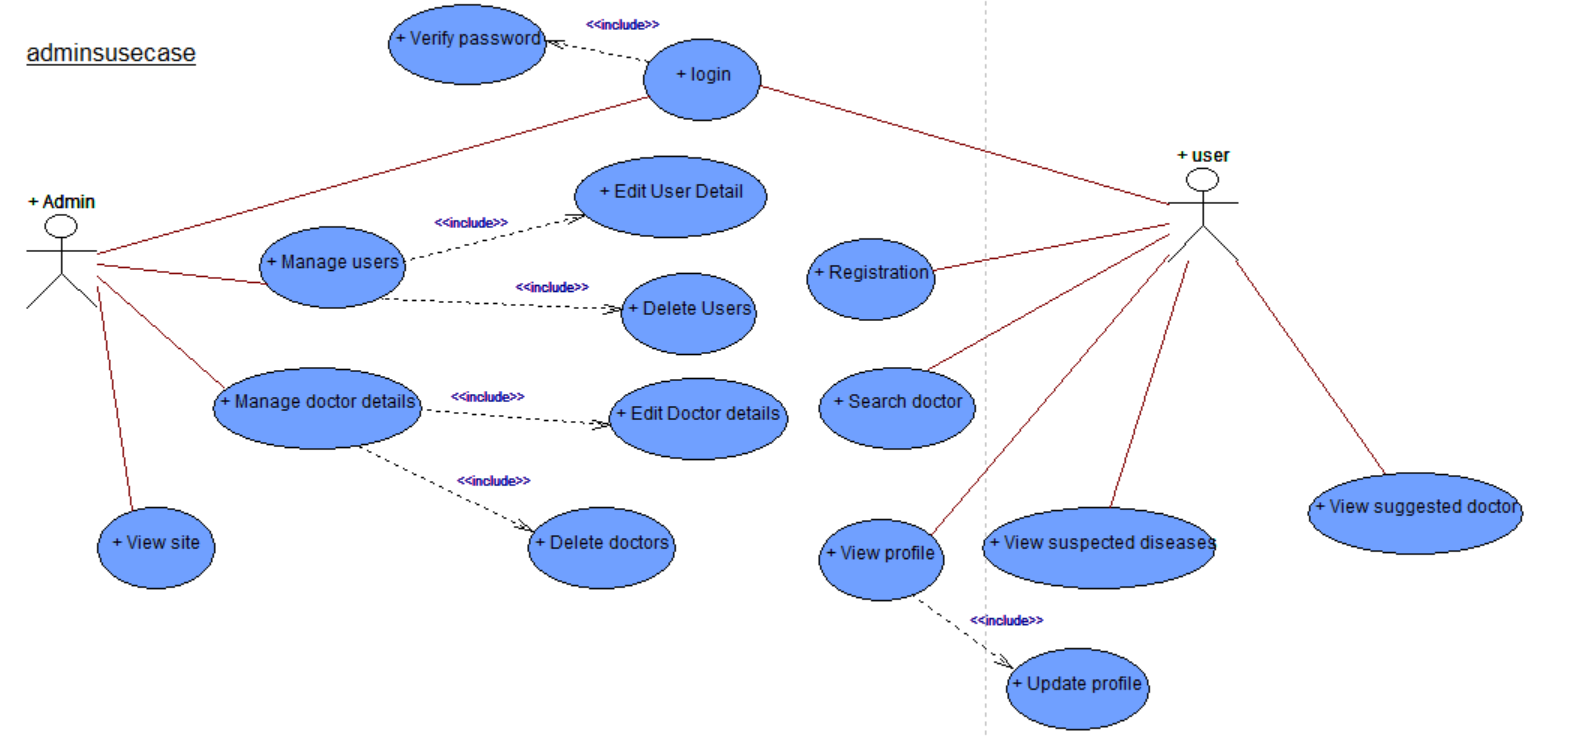 adminsusecase
+ Verify password
<<include>>
+ login
+ user
+ Admin
+ Edit User Detail
<<include>>
+ Manage users
+ Registration
<<include>>
+ Delete Users
+ Manage doctor details
<<include>>
+ Edit Doctor details
+ Search doctor
<<include>>
+ View suggested doctor
+ View site
+ Delete doctors
+ View profile
+ View suspected diseases
<<include>>
+ Update profile